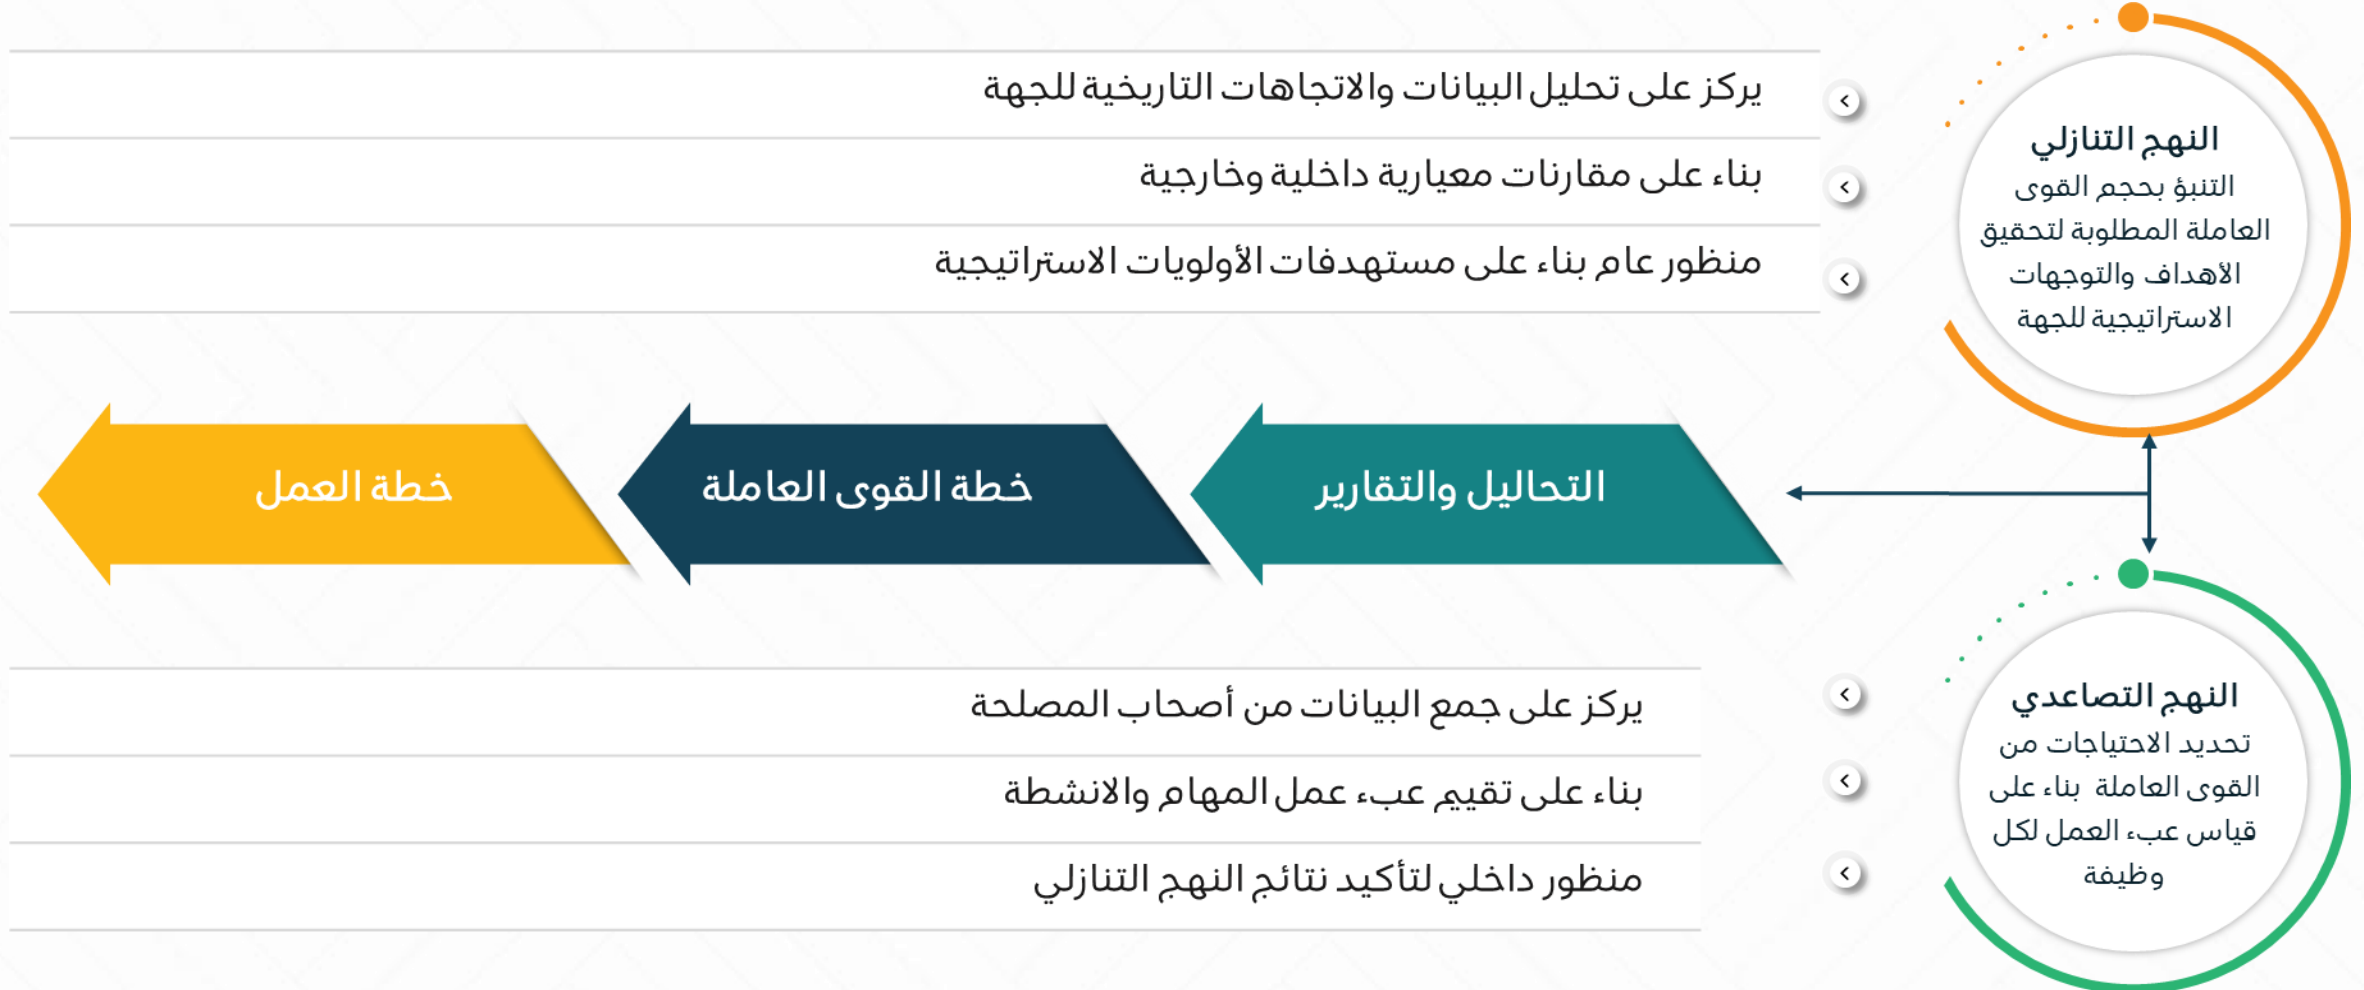 النهج التنازلي
التنبؤ بحجم القوى
العاملة المطلوبة لتحقيق
الأهداف والتوجهات
الاستراتيجية للجهة
يركز على تحليل البيانات والاتجاهات التاريخية للجهة
بناء على مقارنات معيارية داخلية وخارجية
منظور عام بناء على مستهدفات الأولويات الاستراتيجية
التحاليل والتقارير
خطة القوى العاملة
خطة العمل
النهج التصاعدي
تحديد الاحتياجات من
القوى العاملة بناء على
قياس عبء العمل لكل
وظيفة
يركز على جمع البيانات من أصحاب المصلحة
بناء على تقييم عبء عمل المهام والانشطة
منظور داخلي لتأكيد نتائج النهج التنازلي